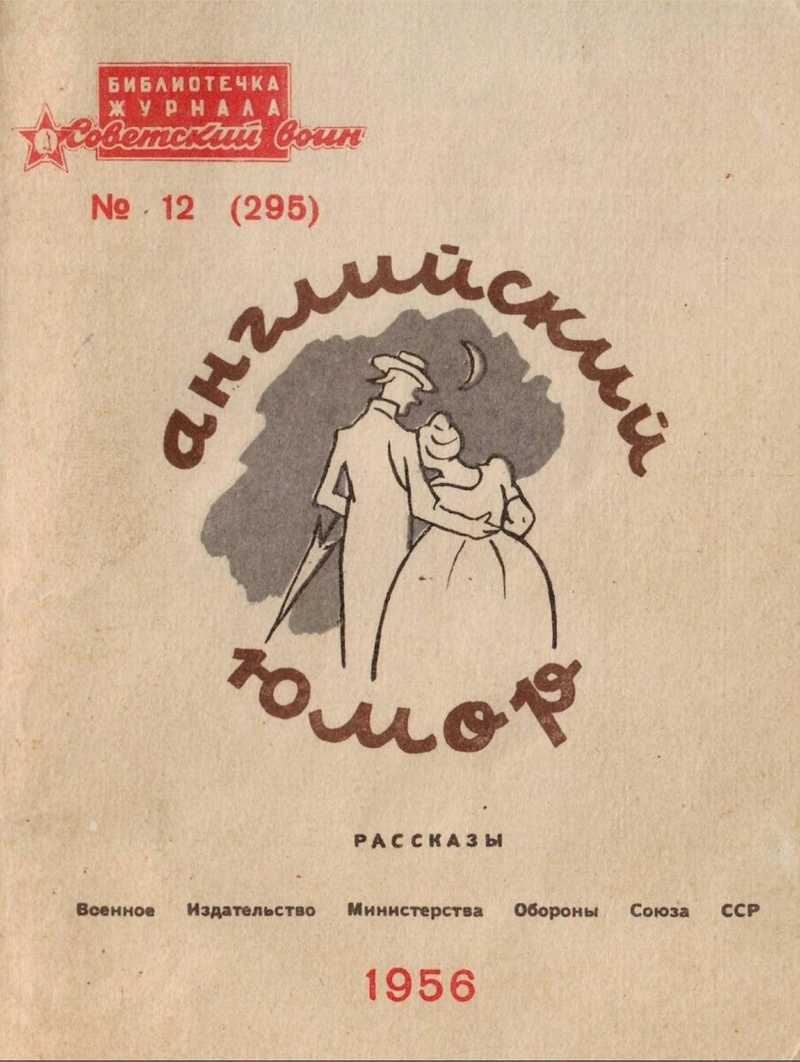 БИБЛИОТЕЧКА
ЖУРНАЛА
Советский воин
№ 12 (295)
английский
юмор
РАССКАЗЫ
Военное Издательство Министерства Обороны Союза ССР
1956